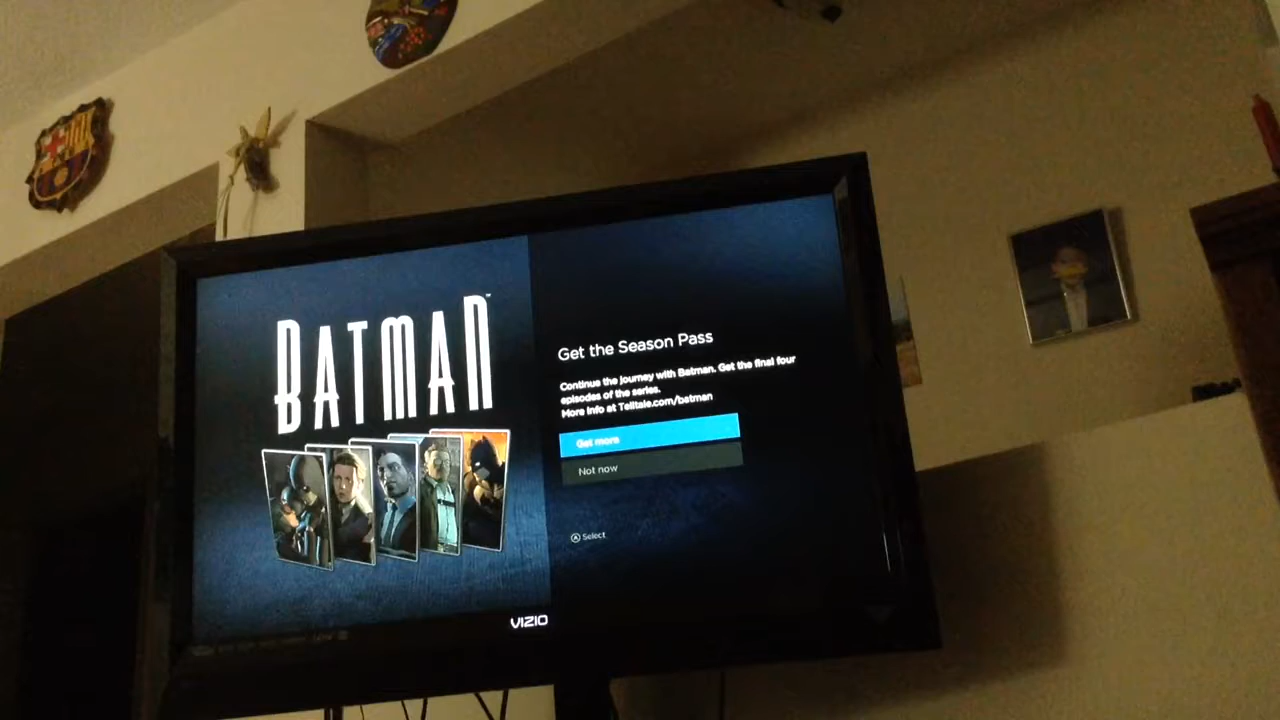 BATMAN™
Get the Season Pass
Continue the journey with Batman. Get the final four
episodes of the series.
More info at Telltale.com/batman
Get more
Not now
A Select
VIZIO